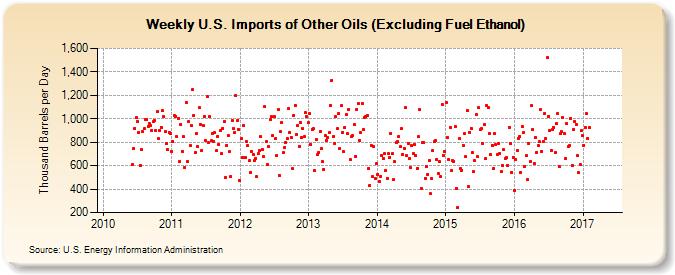 Weekly U.S. Imports of Other Oils (Excluding Fuel Ethanol)
Thousand Barrels per Day
1,600
1,400
1,200
1,000
800
600
400
200
2010 2011 2012 2013 2014 2015 2016 2017
Source: U.S. Energy Information Administration